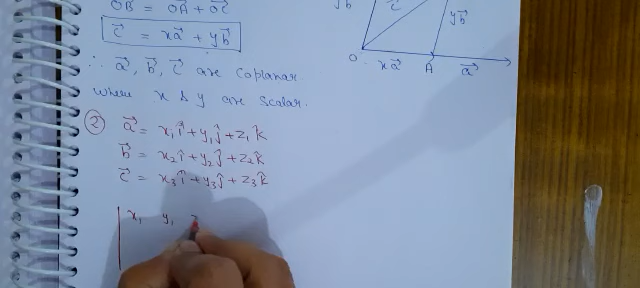 OB = OA + OC
c⃗ = xa⃗ + yb⃗
∴ a⃗, b⃗, c⃗ are Coplanar
where x & y are scalar.
② a⃗ = x₁î + y₁ĵ + z₁k̂
b⃗ = x₂î + y₂ĵ + z₂k̂
c⃗ = x₃î + y₃ĵ + z₃k̂
x₁ y₁
yb⃗
c⃗
yb⃗
O
xa⃗
A
a⃗